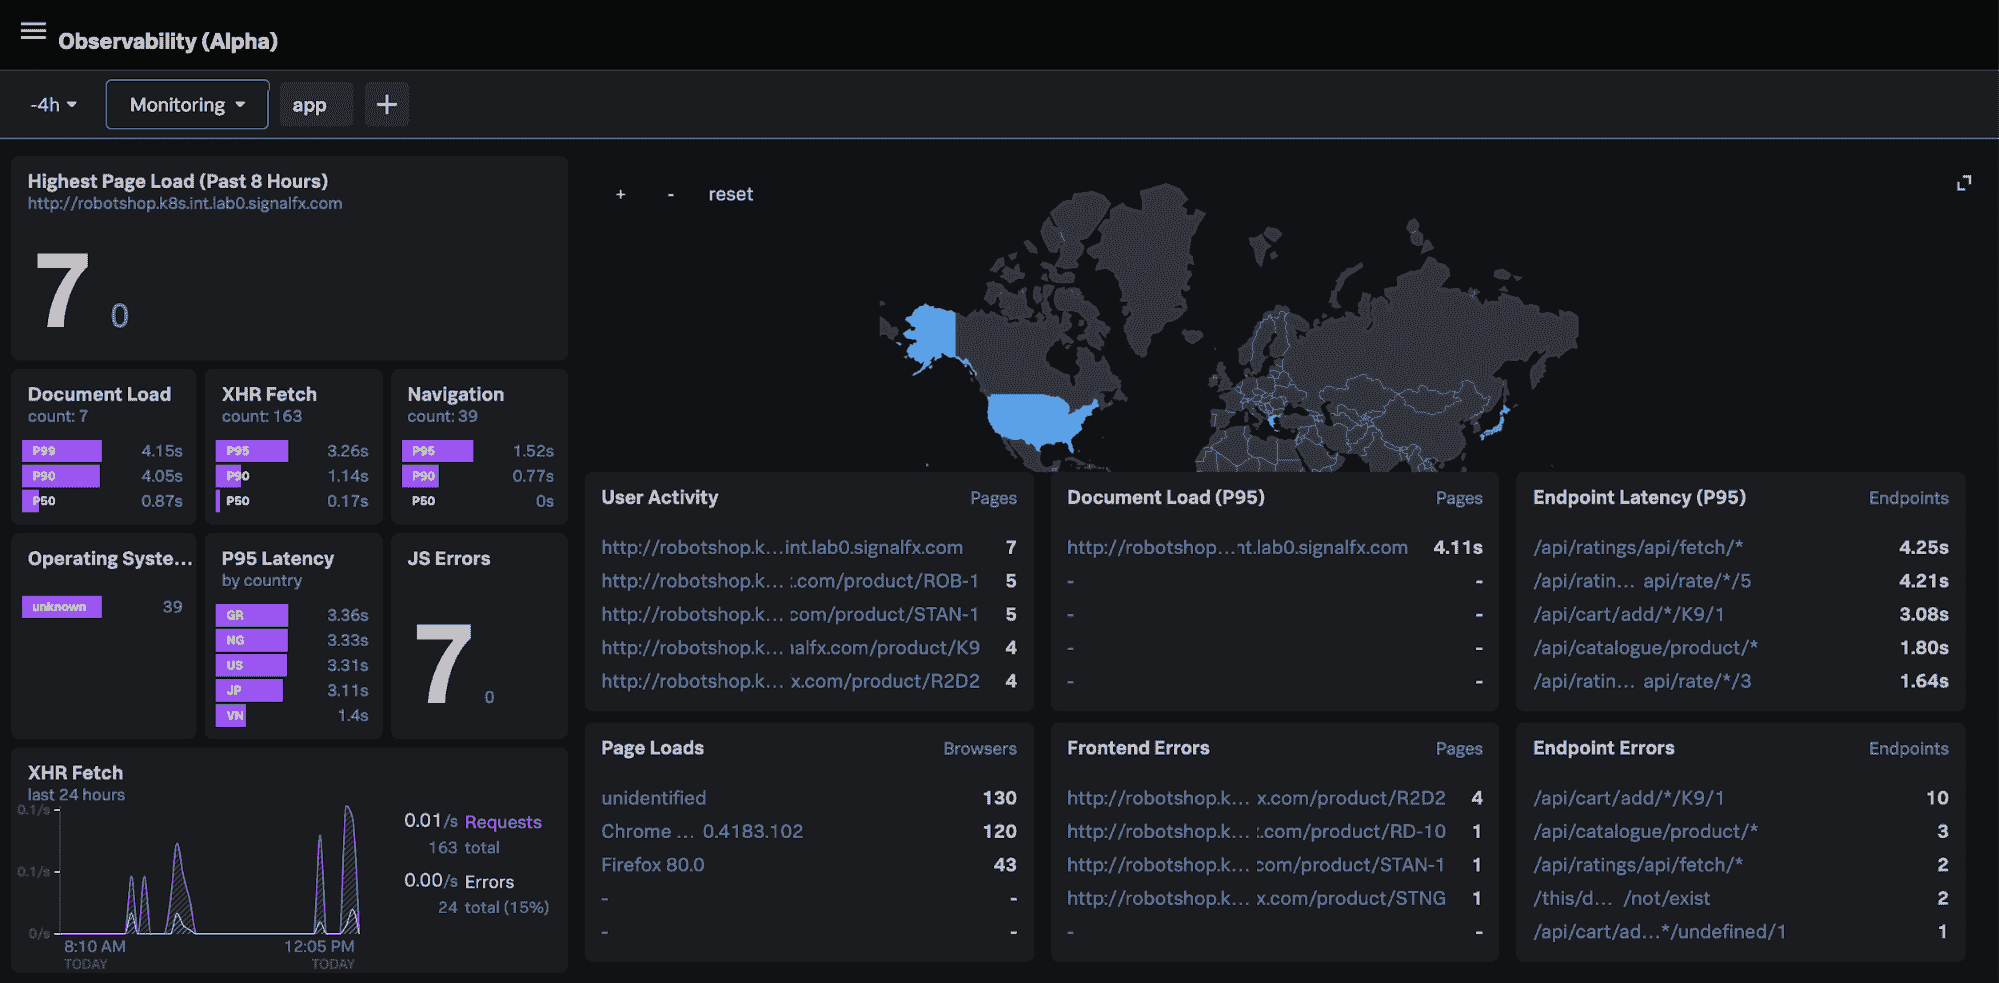 Observability (Alpha)
-4h
Monitoring
app
+
Highest Page Load (Past 8 Hours)
http://robotshop.k8s.int.lab0.signalfx.com
7
0
Document Load
count: 7
P99 4.15s
P90 4.05s
P50 0.87s
XHR Fetch
count: 163
P95 3.26s
P90 1.14s
P50 0.17s
Navigation
count: 39
P95 1.52s
P90 0.77s
P50 0s
Operating Syste...
unknown 39
P95 Latency
by country
GR 3.36s
NG 3.33s
US 3.31s
JP 3.11s
VN 1.4s
JS Errors
7
0
XHR Fetch
last 24 hours
0.1/s
0.1/s
0/s
8:10 AM
TODAY
12:05 PM
TODAY
0.01/s Requests
163 total
0.00/s Errors
24 total (15%)
+ - reset
User Activity Pages
http://robotshop.k...int.lab0.signalfx.com 7
http://robotshop.k... :.com/product/ROB-1 5
http://robotshop.k... com/product/STAN-1 5
http://robotshop.k... nalfx.com/product/K9 4
http://robotshop.k... x.com/product/R2D2 4
Document Load (P95) Pages
http://robotshop...nt.lab0.signalfx.com 4.11s
- -
- -
- -
- -
Endpoint Latency (P95) Endpoints
/api/ratings/api/fetch/* 4.25s
/api/ratin... api/rate/*/5 4.21s
/api/cart/add/*/K9/1 3.08s
/api/catalogue/product/* 1.80s
/api/ratin... api/rate/*/3 1.64s
Page Loads Browsers
unidentified 130
Chrome ... 0.4183.102 120
Firefox 80.0 43
- -
- -
Frontend Errors Pages
http://robotshop.k... x.com/product/R2D2 4
http://robotshop.k... :.com/product/RD-10 1
http://robotshop.k... com/product/STAN-1 1
http://robotshop.k... x.com/product/STNG 1
- -
Endpoint Errors Endpoints
/api/cart/add/*/K9/1 10
/api/catalogue/product/* 3
/api/ratings/api/fetch/* 2
/this/d... /not/exist 2
/api/cart/ad...*/undefined/1 1